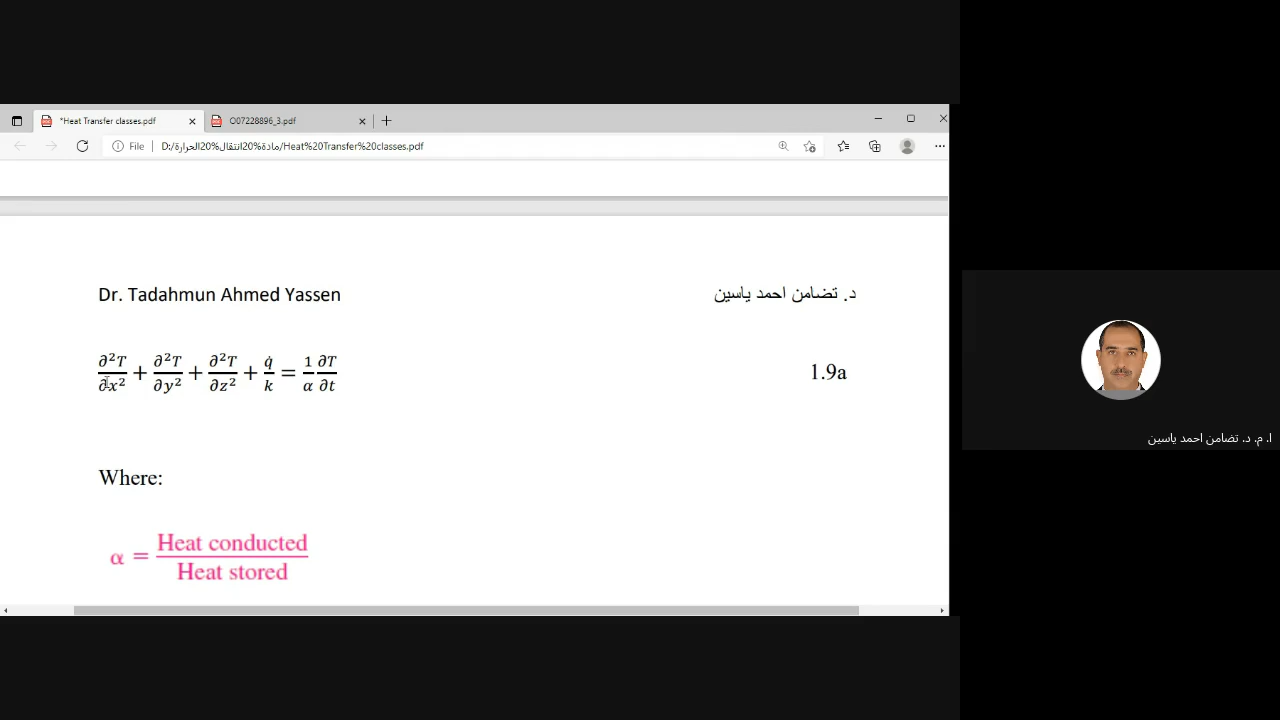 *Heat Transfer classes.pdf
O07228896_3.pdf
File | D:/مادة%20انتقال%20الحرارة/Heat%20Transfer%20classes.pdf
Dr. Tadahmun Ahmed Yassen
د. تضامن احمد ياسين
∂²T/∂x² + ∂²T/∂y² + ∂²T/∂z² + q̇/k = 1/α ∂T/∂t
1.9a
Where:
α = Heat conducted / Heat stored
ا. م. د. تضامن احمد ياسين